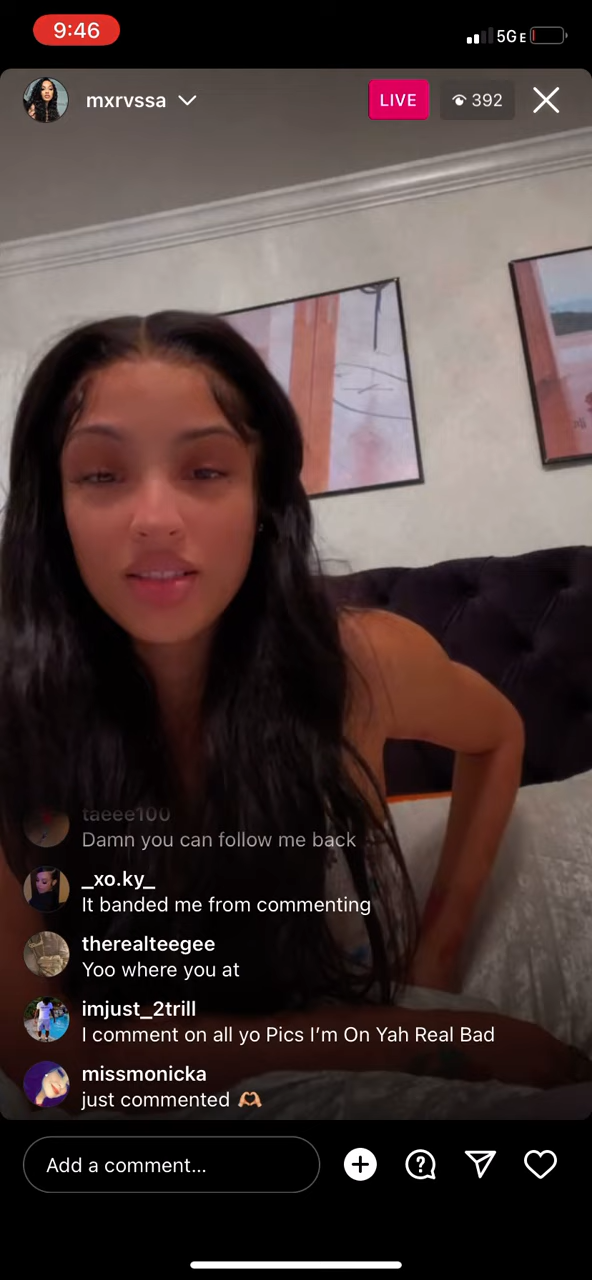 9:46
5G E
mxrvssa
LIVE
392
taeee100
Damn you can follow me back
_xo.ky_
It banded me from commenting
therealteegee
Yoo where you at
imjust_2trill
I comment on all yo Pics I’m On Yah Real Bad
missmonicka
just commented 🫶🏼
Add a comment...